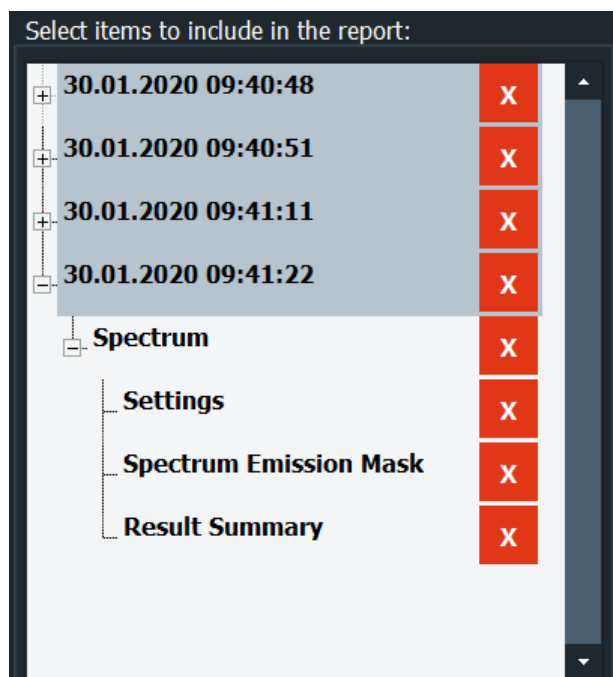 Select items to include in the report:
30.01.2020 09:40:48 X
30.01.2020 09:40:51 X
30.01.2020 09:41:11 X
30.01.2020 09:41:22 X
Spectrum X
Settings X
Spectrum Emission Mask X
Result Summary X